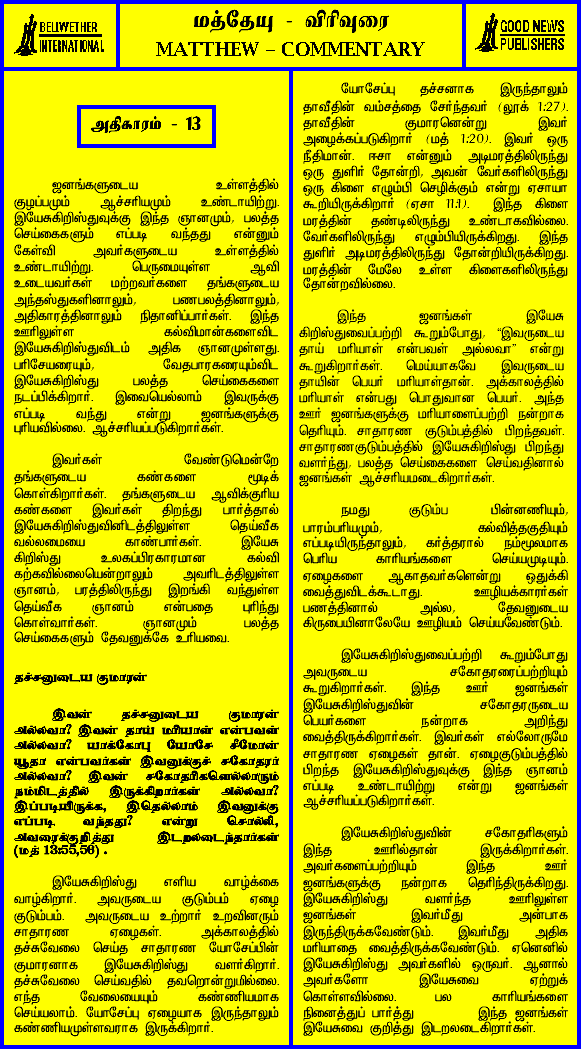 BELIWETHER
INTERNATIONAL
மத்தேயு - விரிவுரை
MATTHEW – COMMENTARY
GOOD NEWS
PUBLISHERS
அதிகாரம் - 13
ஜனங்களுடைய உள்ளத்தில்
குழப்பமும் ஆச்சரியமும் உண்டாயிற்று.
இயேசுகிறிஸ்துவுக்கு இந்த ஞானமும், பலத்த
செய்கைகளும் எப்படி வந்தது என்னும்
கேள்வி அவர்களுடைய உள்ளத்தில்
உண்டாயிற்று. பெருமையுள்ள ஆவி
உடையவர்கள் மற்றவர்களை தங்களுடைய
அந்தஸ்துகளினாலும், பணபலத்தினாலும்,
அதிகாரத்தினாலும் நிதானிப்பார்கள். இந்த
ஊரிலுள்ள கல்விமான்களைவிட
இயேசுகிறிஸ்துவிடம் அதிக ஞானமுள்ளது.
பரிசேயரையும், வேதபாரகரையும்விட
இயேசுகிறிஸ்து பலத்த செய்கைகளை
நடப்பிக்கிறார். இவையெல்லாம் இவருக்கு
எப்படி வந்து என்று ஜனங்களுக்கு
புரியவில்லை. ஆச்சரியப்படுகிறார்கள்.
இவர்கள் வேண்டுமென்றே
தங்களுடைய கண்களை மூடிக்
கொள்கிறார்கள். தங்களுடைய ஆவிக்குரிய
கண்களை இவர்கள் திறந்து பார்த்தால்
இயேசுகிறிஸ்துவினிடத்திலுள்ள தெய்வீக
வல்லமையை காண்பார்கள். இயேசு
கிறிஸ்து உலகப்பிரகாரமான கல்வி
கற்கவில்லையென்றாலும் அவரிடத்திலுள்ள
ஞானம், பரத்திலிருந்து இறங்கி வந்துள்ள
தெய்வீக ஞானம் என்பதை புரிந்து
கொள்வார்கள். ஞானமும் பலத்த
செய்கைகளும் தேவனுக்கே உரியவை.
தச்சனுடைய குமாரன்
இவன் தச்சனுடைய குமாரன்
அல்லவா? இவன் தாய் மரியாள் என்பவள்
அல்லவா? யாக்கோபு யோசே சீமோன்
யூதா என்பவர்கள் இவனுக்குச் சகோதரர்
அல்லவா? இவன் சகோதரிகளெல்லாரும்
நம்மிடத்தில் இருக்கிறார்கள் அல்லவா?
இப்படியிருக்க, இதெல்லாம் இவனுக்கு
எப்படி வந்தது? என்று சொல்லி,
அவரைக்குறித்து இடறலடைந்தார்கள்
(மத் 13:55,56) .
இயேசுகிறிஸ்து எளிய வாழ்க்கை
வாழ்கிறார். அவருடைய குடும்பம் ஏழை
குடும்பம். அவருடைய உற்றார் உறவினரும்
சாதாரண ஏழைகள். அக்காலத்தில்
தச்சுவேலை செய்த சாதாரண யோசேப்பின்
குமாரனாக இயேசுகிறிஸ்து வளர்கிறார்.
தச்சுவேலை செய்வதில் தவறொன்றுமில்லை.
எந்த வேலையையும் கண்ணியமாக
செய்யலாம். யோசேப்பு ஏழையாக இருந்தாலும்
கண்ணியமுள்ளவராக இருக்கிறார்.
யோசேப்பு தச்சனாக இருந்தாலும்
தாவீதின் வம்சத்தை சேர்ந்தவர் (லூக் 1:27).
தாவீதின் குமாரனென்று இவர்
அழைக்கப்படுகிறார் (மத் 1:20). இவர் ஒரு
நீதிமான். ஈசா என்னும் அடிமரத்திலிருந்து
ஒரு துளிர் தோன்றி, அவன் வேர்களிலிருந்து
ஒரு கிளை எழும்பி செழிக்கும் என்று ஏசாயா
கூறியிருக்கிறார் (ஏசா 11:1). இந்த கிளை
மரத்தின் தண்டிலிருந்து உண்டாகவில்லை.
வேர்களிலிருந்து எழும்பியிருக்கிறது. இந்த
துளிர் அடிமரத்திலிருந்து தோன்றியிருக்கிறது.
மரத்தின் மேலே உள்ள கிளைகளிலிருந்து
தோன்றவில்லை.
இந்த ஜனங்கள் இயேசு
கிறிஸ்துவைப்பற்றி கூறும்போது, “இவருடைய
தாய் மரியாள் என்பவள் அல்லவா” என்று
கூறுகிறார்கள். மெய்யாகவே இவருடைய
தாயின் பெயர் மரியாள்தான். அக்காலத்தில்
மரியாள் என்பது பொதுவான பெயர். அந்த
ஊர் ஜனங்களுக்கு மரியாளைப்பற்றி நன்றாக
தெரியும். சாதாரண குடும்பத்தில் பிறந்தவள்.
சாதாரணகுடும்பத்தில் இயேசுகிறிஸ்து பிறந்து
வளர்ந்து, பலத்த செய்கைகளை செய்வதினால்
ஜனங்கள் ஆச்சரியமடைகிறார்கள்.
நமது குடும்ப பின்னணியும்,
பாரம்பரியமும், கல்வித்தகுதியும்
எப்படியிருந்தாலும், கர்த்தரால் நம்மூலமாக
பெரிய காரியங்களை செய்யமுடியும்.
ஏழைகளை ஆகாதவர்களென்று ஒதுக்கி
வைத்துவிடக்கூடாது. ஊழியக்காரர்கள்
பணத்தினால் அல்ல, தேவனுடைய
கிருபையினாலேயே ஊழியம் செய்யவேண்டும்.
இயேசுகிறிஸ்துவைப்பற்றி கூறும்போது
அவருடைய சகோதரரைப்பற்றியும்
கூறுகிறார்கள். இந்த ஊர் ஜனங்கள்
இயேசுகிறிஸ்துவின் சகோதரருடைய
பெயர்களை நன்றாக அறிந்து
வைத்திருக்கிறார்கள். இவர்கள் எல்லோருமே
சாதாரண ஏழைகள் தான். ஏழைகுடும்பத்தில்
பிறந்த இயேசுகிறிஸ்துவுக்கு இந்த ஞானம்
எப்படி உண்டாயிற்று என்று ஜனங்கள்
ஆச்சரியப்படுகிறார்கள்.
இயேசுகிறிஸ்துவின் சகோதரிகளும்
இந்த ஊரில்தான் இருக்கிறார்கள்.
அவர்களைப்பற்றியும் இந்த ஊர்
ஜனங்களுக்கு நன்றாக தெரிந்திருக்கிறது.
இயேசுகிறிஸ்து வளர்ந்த ஊரிலுள்ள
ஜனங்கள் இவர்மீது அன்பாக
இருந்திருக்கவேண்டும். இவர்மீது அதிக
மரியாதை வைத்திருக்கவேண்டும். ஏனெனில்
இயேசுகிறிஸ்து அவர்களில் ஒருவர். ஆனால்
அவர்களோ இயேசுவை ஏற்றுக்
கொள்ளவில்லை. பல காரியங்களை
நினைத்துப் பார்த்து இந்த ஜனங்கள்
இயேசுவை குறித்து இடறலடைகிறார்கள்.